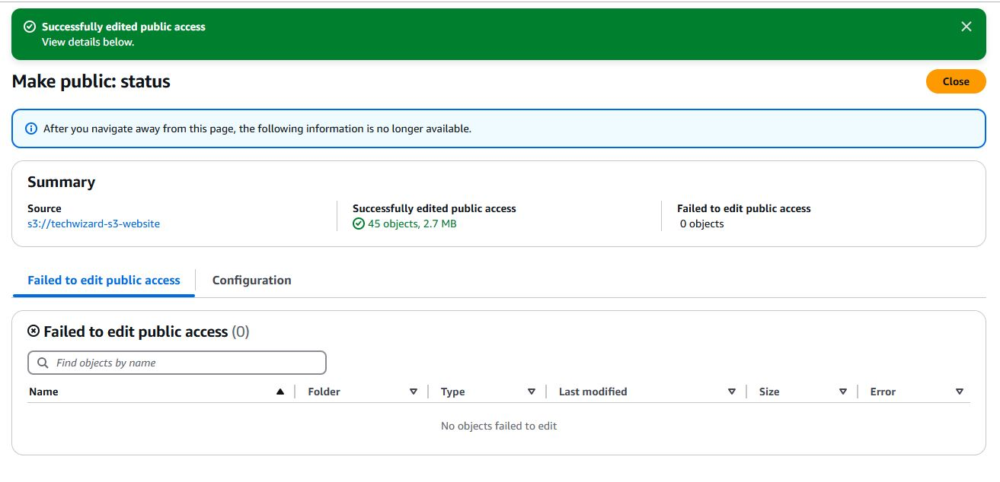 Successfully edited public access
View details below.
Make public: status
Close
After you navigate away from this page, the following information is no longer available.
Summary
Source
s3://techwizard-s3-website
Successfully edited public access
45 objects, 2.7 MB
Failed to edit public access
0 objects
Failed to edit public access
Configuration
Failed to edit public access (0)
Find objects by name
Name Folder Type Last modified Size Error
No objects failed to edit